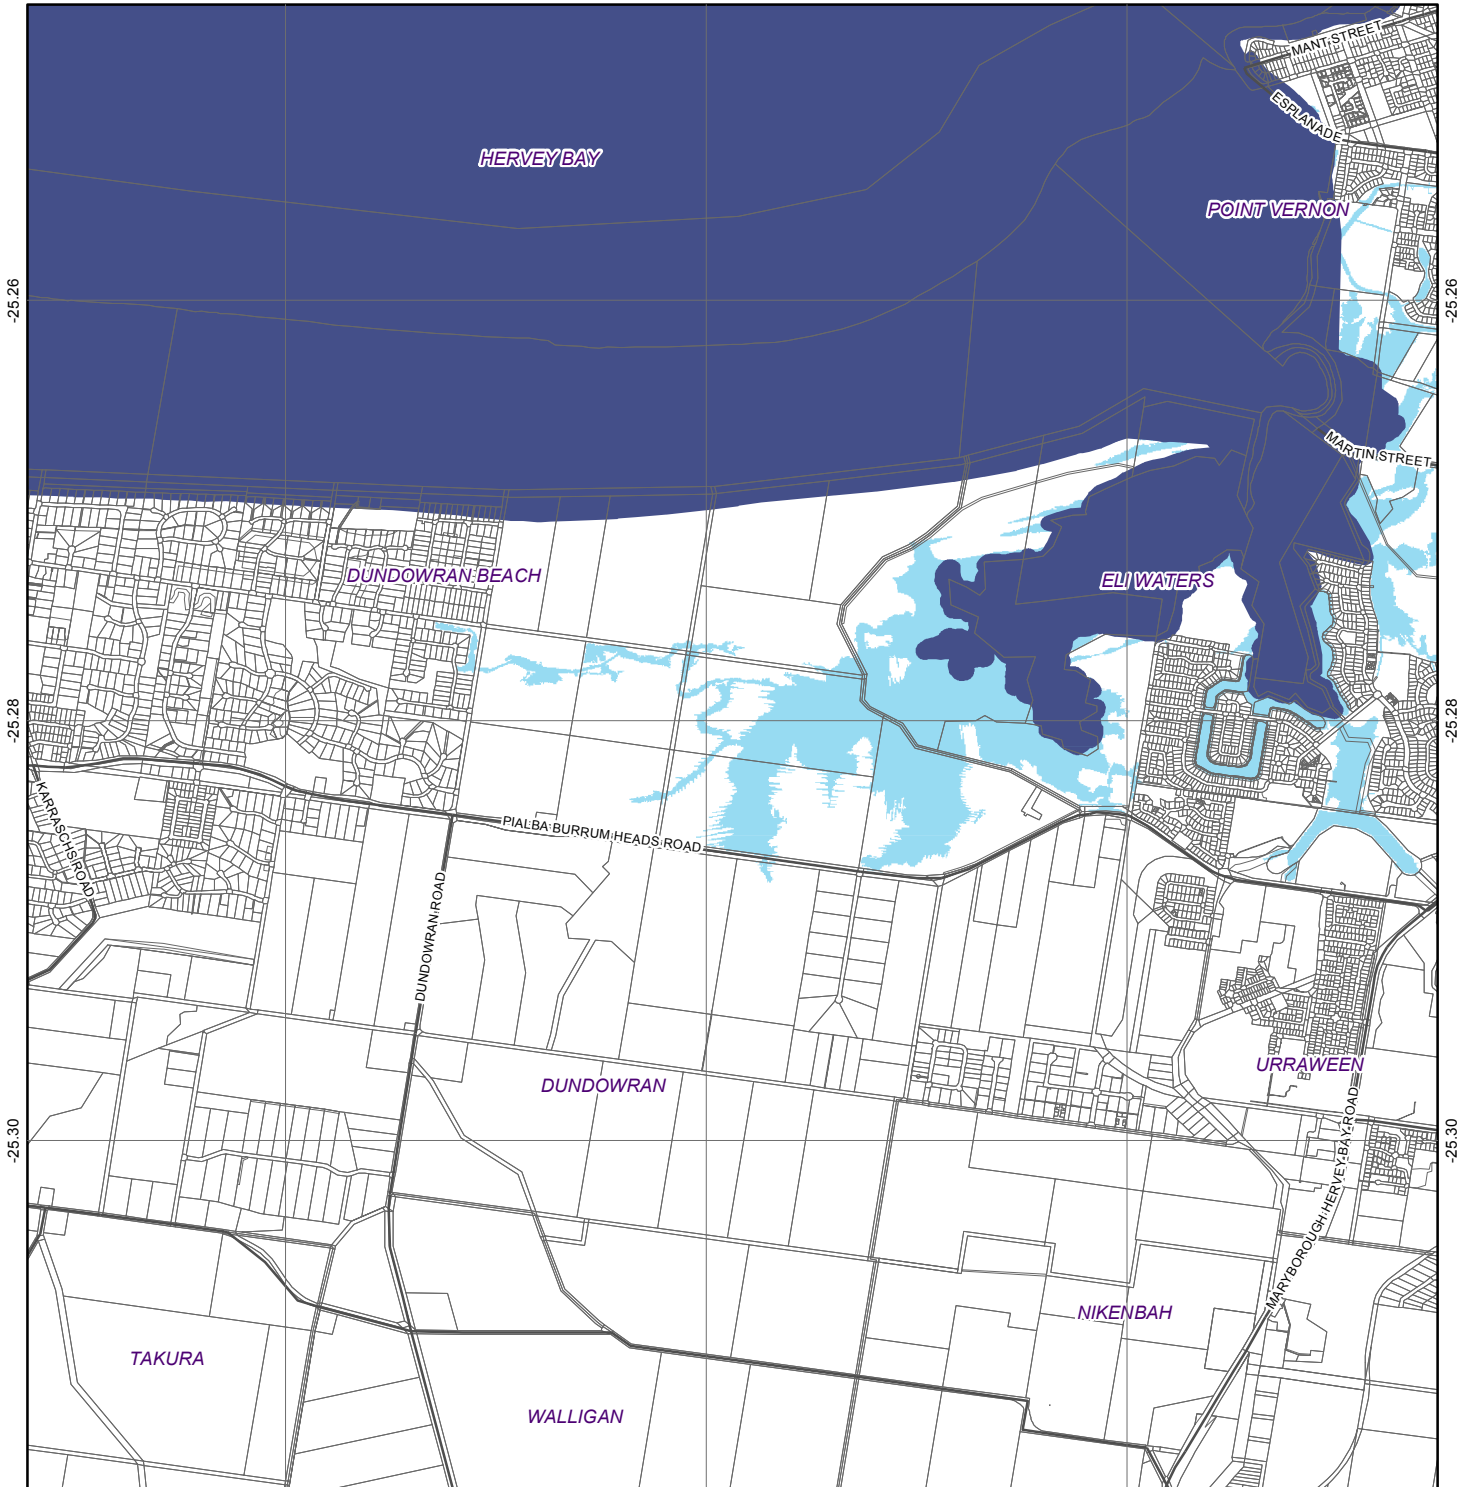 MANT STREET
ESPLANADE
HERVEY BAY
POINT VERNON
-25.26
-25.26
MARTIN STREET
DUNDOWRAN BEACH
ELI WATERS
-25.28
-25.28
KARRASCHS ROAD
PIALBA BURRUM HEADS ROAD
DUNDOWRAN ROAD
URRAWEEN
DUNDOWRAN
-25.30
-25.30
MARYBOROUGH HERVEY BAY ROAD
NIKENBAH
TAKURA
WALLIGAN